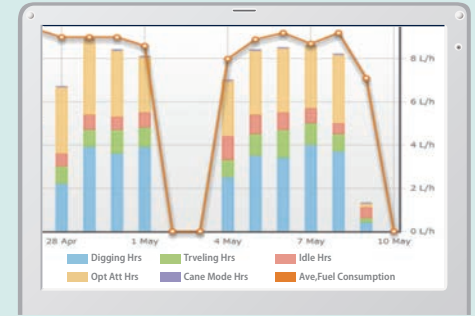 8 L/h
6 L/h
4 L/h
2 L/h
0 L/h
28 Apr 1 May 4 May 7 May 10 May
Digging Hrs Trveling Hrs Idle Hrs
Opt Att Hrs Cane Mode Hrs Ave,Fuel Consumption